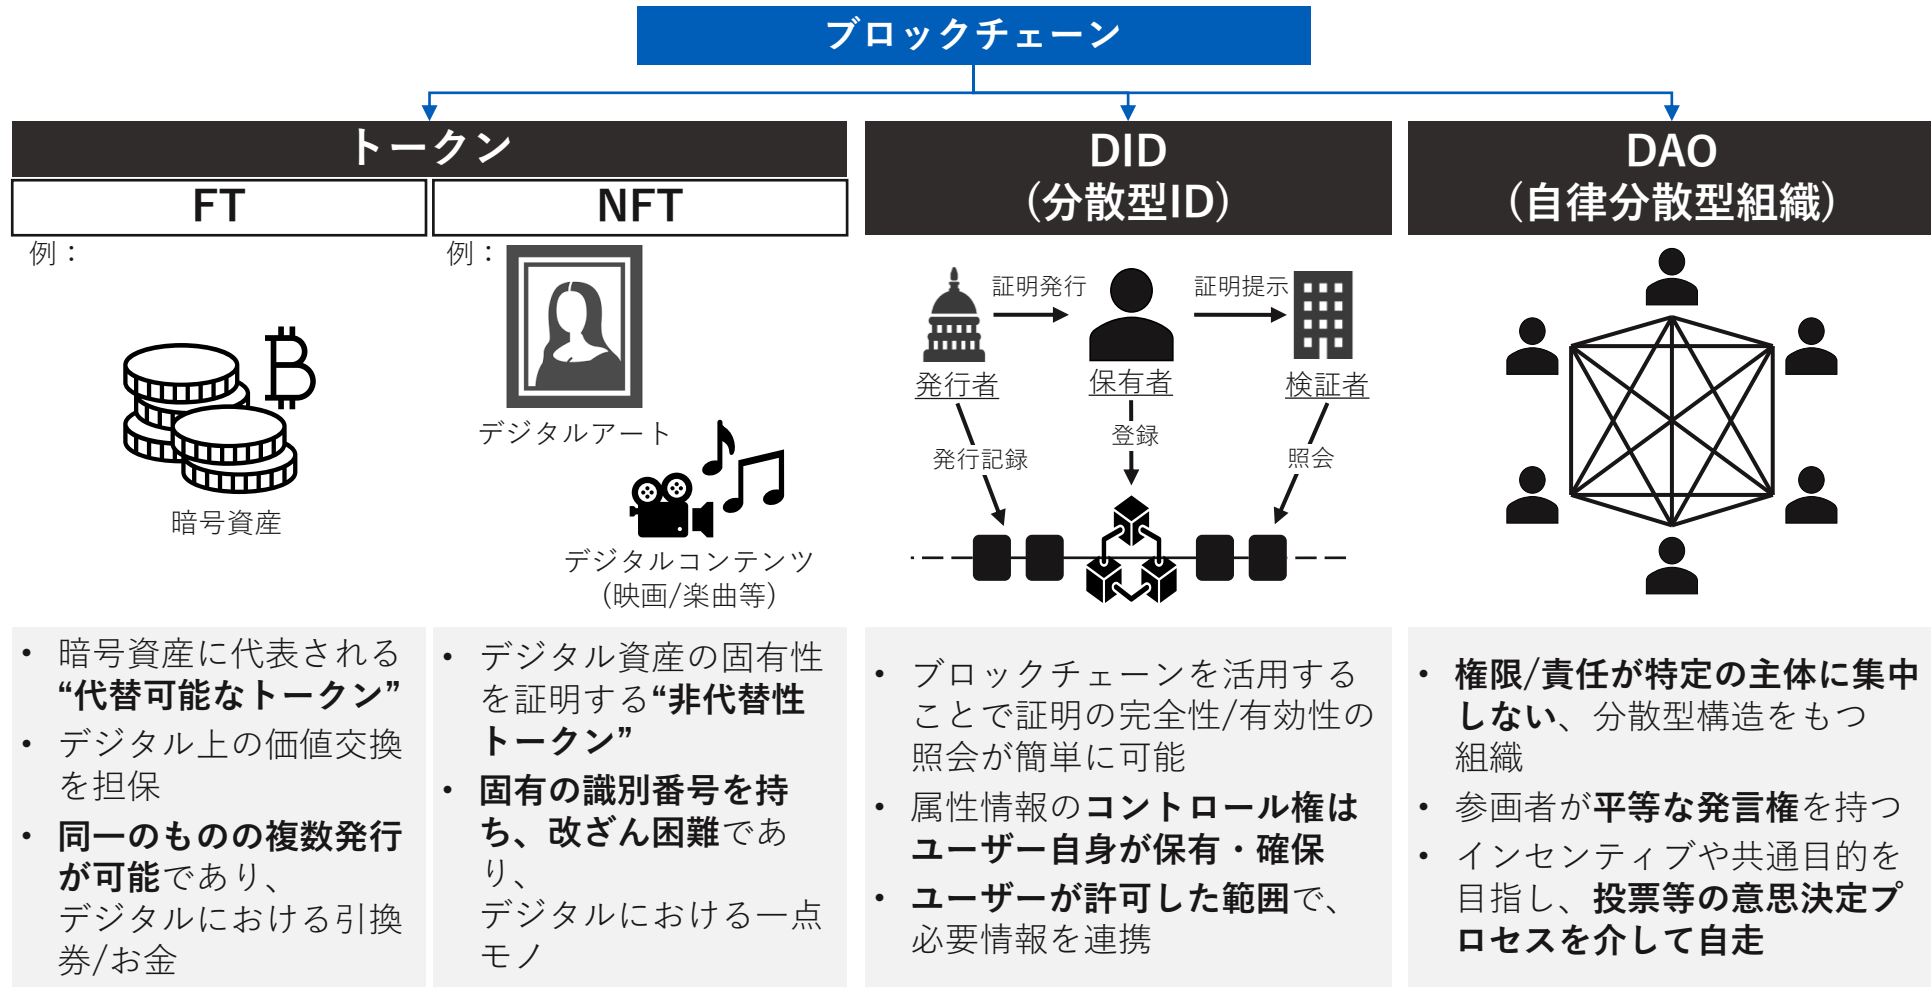 ブロックチェーン
トークン
FT
NFT
例：
暗号資産
例：
デジタルアート
デジタルコンテンツ
（映画/楽曲等）
• 暗号資産に代表される
“代替可能なトークン”
• デジタル上の価値交換
を担保
• 同一のものの複数発行
が可能であり、
デジタルにおける引換
券/お金
• デジタル資産の固有性
を証明する“非代替性
トークン”
• 固有の識別番号を持
ち、改ざん困難であ
り、
デジタルにおける一点
モノ
DID
（分散型ID）
証明発行
証明提示
発行者
保有者
検証者
発行記録
登録
照会
• ブロックチェーンを活用する
ことで証明の完全性/有効性の
照会が簡単に可能
• 属性情報のコントロール権は
ユーザー自身が保有・確保
• ユーザーが許可した範囲で、
必要情報を連携
DAO
（自律分散型組織）
• 権限/責任が特定の主体に集中
しない、分散型構造をもつ
組織
• 参画者が平等な発言権を持つ
• インセンティブや共通目的を
目指し、投票等の意思決定プ
ロセスを介して自走